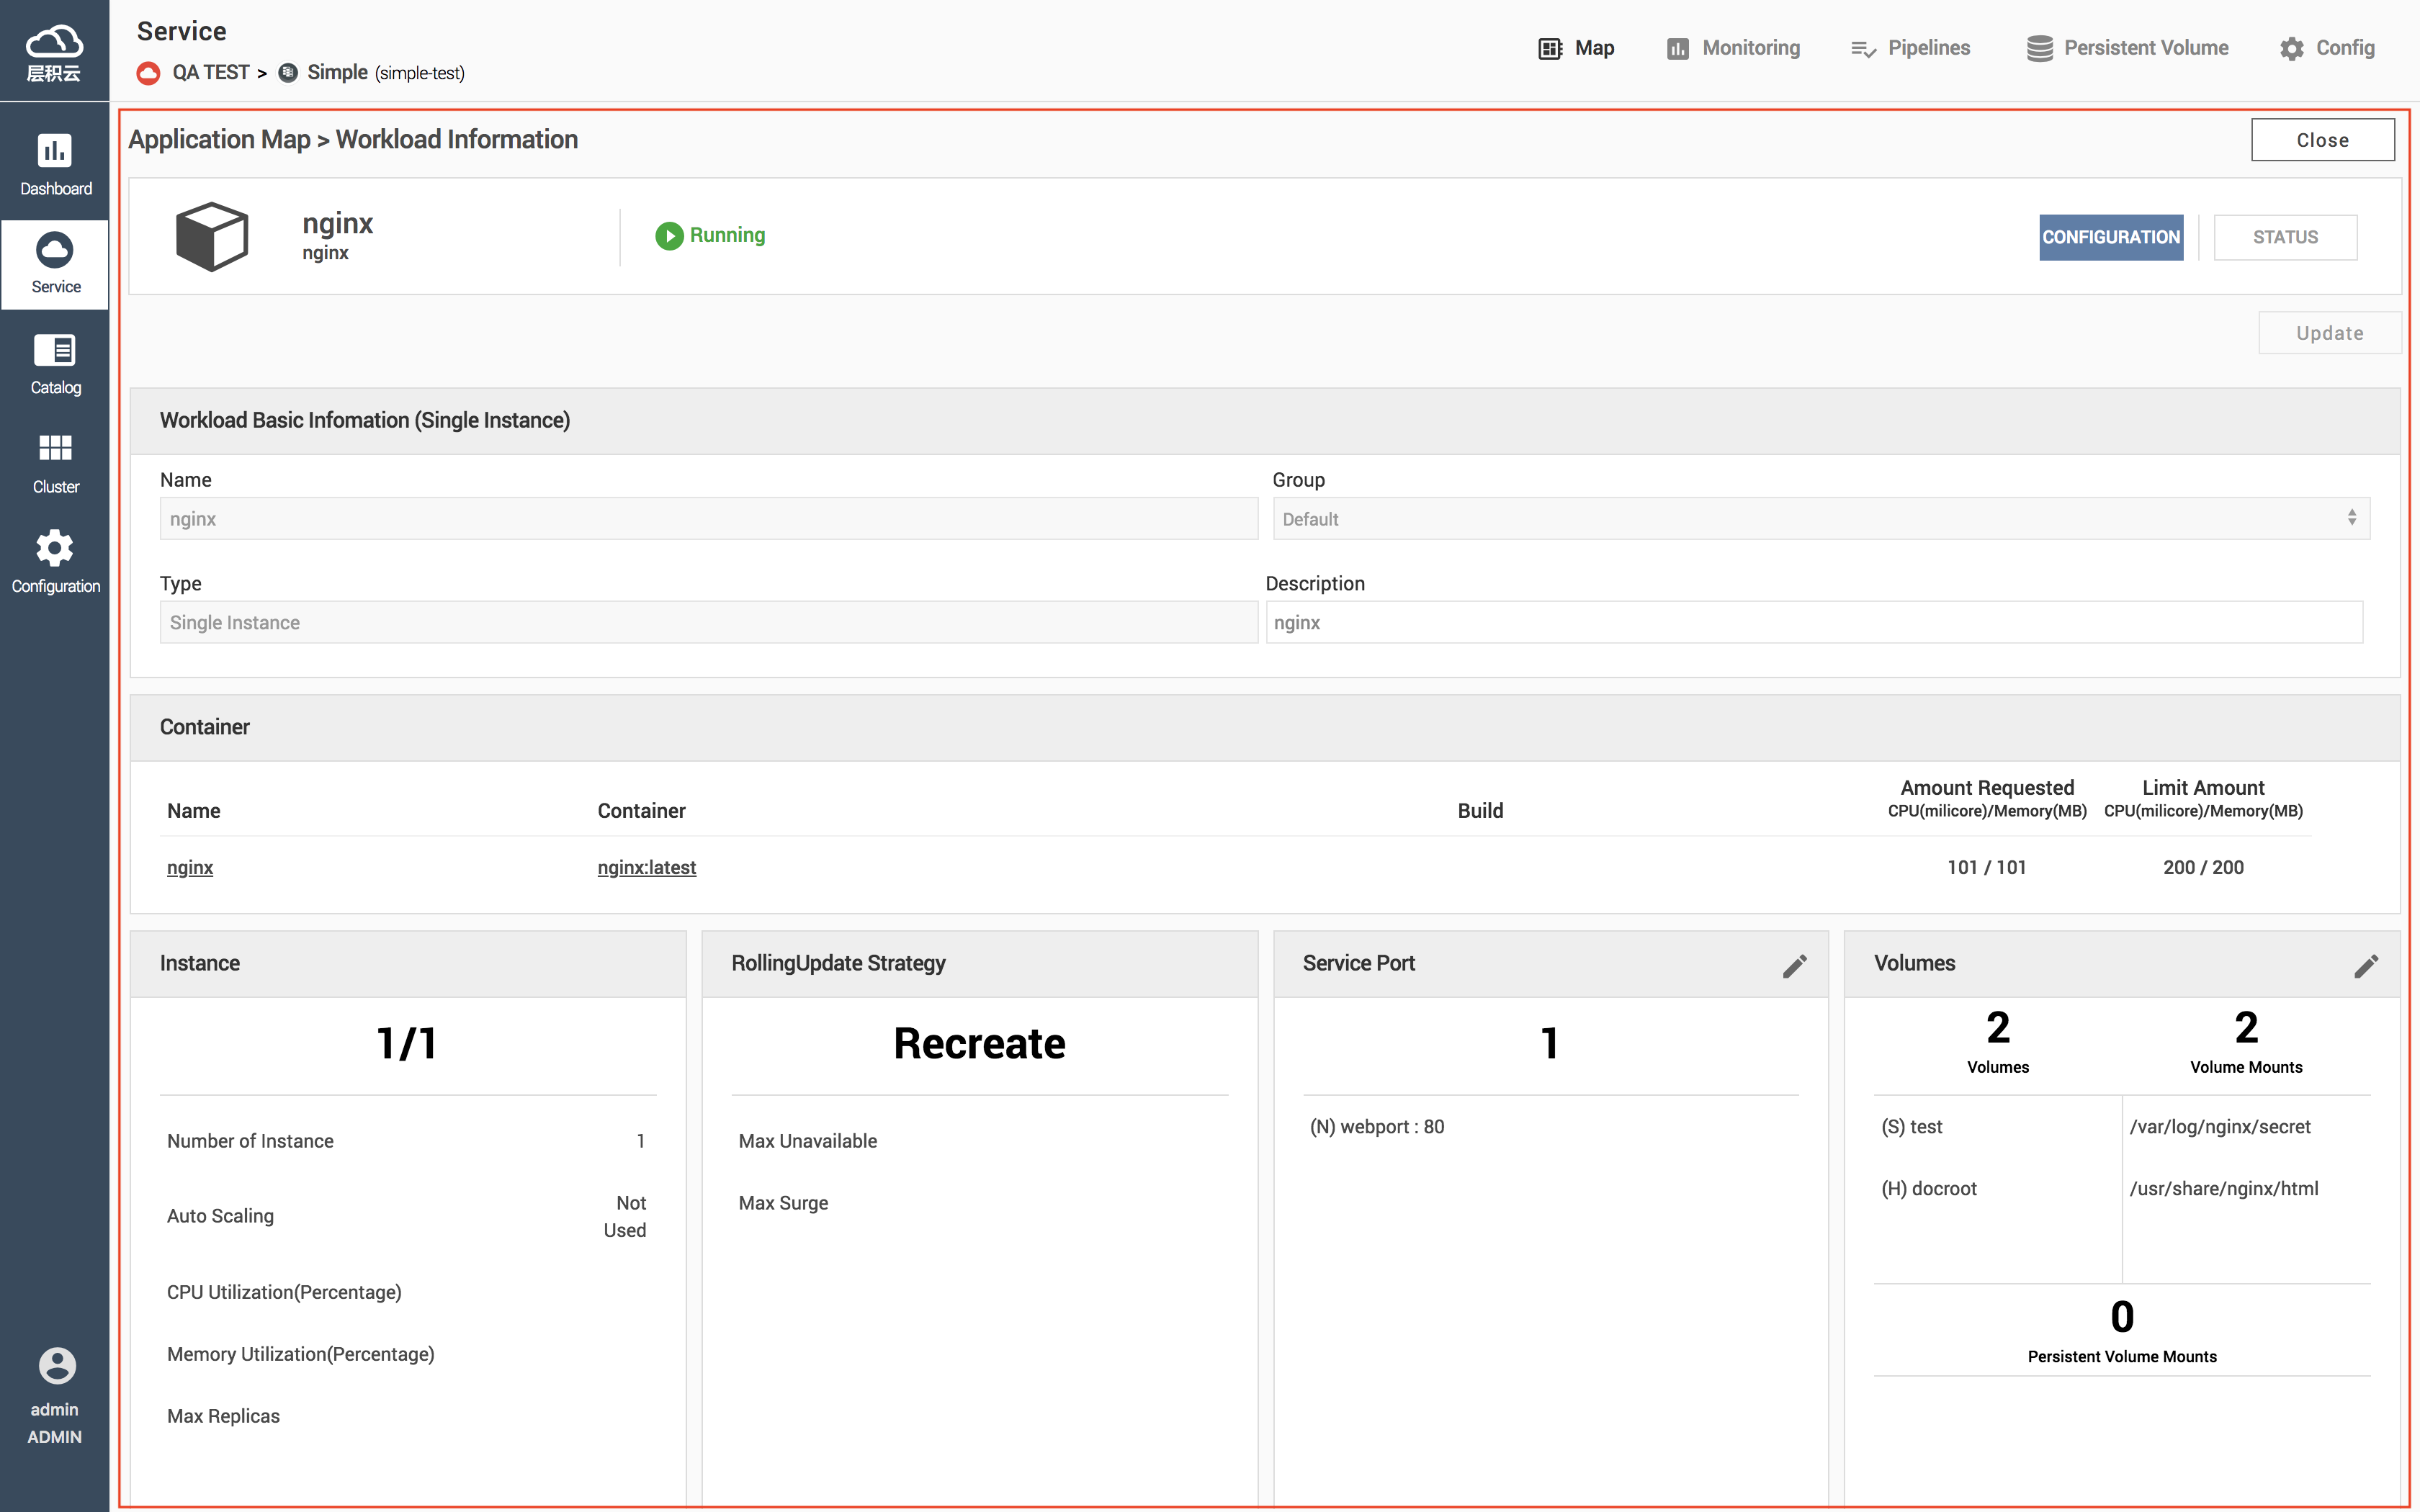 层积云
Service
QA TEST > Simple (simple-test)
Map
Monitoring
Pipelines
Persistent Volume
Config
Dashboard
Service
Catalog
Cluster
Configuration
admin
ADMIN
Application Map > Workload Information
Close
nginx
nginx
Running
CONFIGURATION
STATUS
Update
Workload Basic Infomation (Single Instance)
Name
Group
nginx
Default
Type
Description
Single Instance
nginx
Container
Name
Container
Build
Amount Requested
CPU(milicore)/Memory(MB)
Limit Amount
CPU(milicore)/Memory(MB)
nginx
nginx:latest
101 / 101
200 / 200
Instance
1/1
Number of Instance 1
Auto Scaling Not
Used
CPU Utilization(Percentage)
Memory Utilization(Percentage)
Max Replicas
RollingUpdate Strategy
Recreate
Max Unavailable
Max Surge
Service Port
1
(N) webport : 80
Volumes
2
Volumes
2
Volume Mounts
(S) test
/var/log/nginx/secret
(H) docroot
/usr/share/nginx/html
0
Persistent Volume Mounts